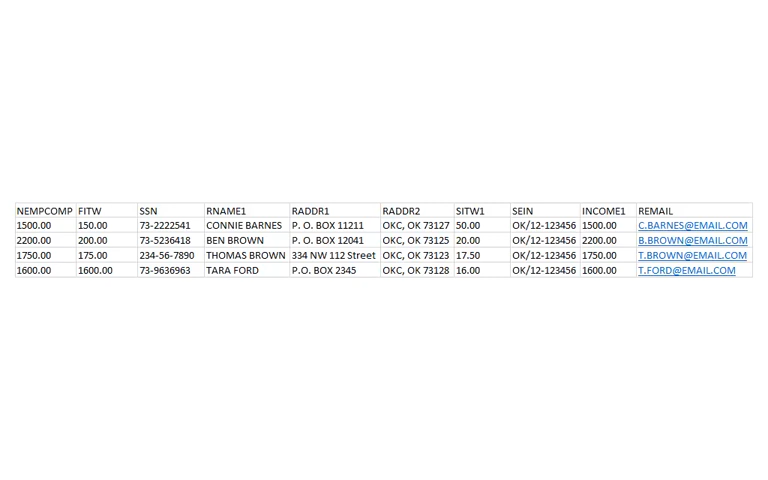 NEMPCOMP FITW SSN RNAME1 RADDR1 RADDR2 SITW1 SEIN INCOME1 REMAIL
1500.00 150.00 73-2222541 CONNIE BARNES P. O. BOX 11211 OKC, OK 73127 50.00 OK/12-123456 1500.00 C.BARNES@EMAIL.COM
2200.00 200.00 73-5236418 BEN BROWN P. O. BOX 12041 OKC, OK 73125 20.00 OK/12-123456 2200.00 B.BROWN@EMAIL.COM
1750.00 175.00 234-56-7890 THOMAS BROWN 334 NW 112 Street OKC, OK 73123 17.50 OK/12-123456 1750.00 T.BROWN@EMAIL.COM
1600.00 1600.00 73-9636963 TARA FORD P.O. BOX 2345 OKC, OK 73128 16.00 OK/12-123456 1600.00 T.FORD@EMAIL.COM